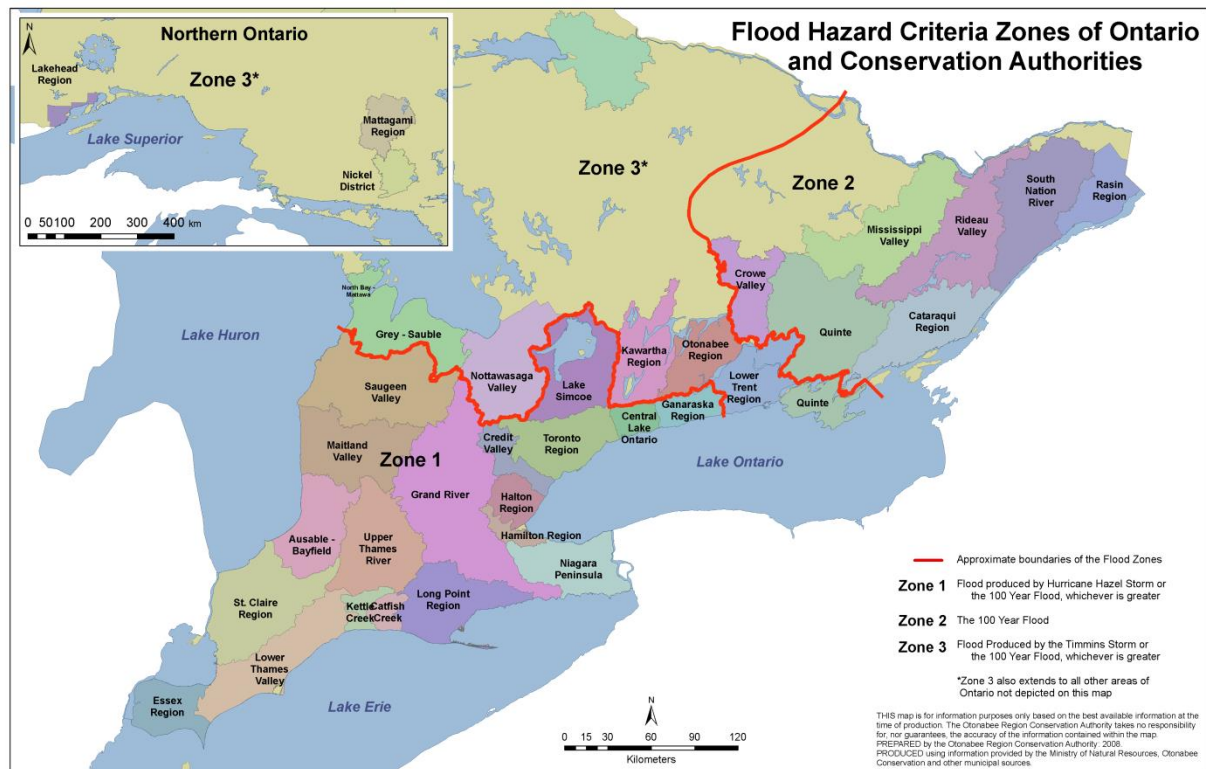 Flood Hazard Criteria Zones of Ontario
and Conservation Authorities
N
Northern Ontario
Lakehead
Region
Zone 3*
Mattagami
Region
Lake Superior
Nickel
District
0 50 100 200 300 400 km
Zone 3*
Zone 2
South
Nation
River
Rasin
Region
Rideau
Valley
Mississippi
Valley
Crowe
Valley
North Bay -
Mattawa
Lake Huron
Grey - Sauble
Quinte
Cataraqui
Region
Kawartha
Region
Otonabee
Region
Nottawasaga
Valley
Lake
Simcoe
Lower
Trent
Region
Saugeen
Valley
Quinte
Ganaraska
Region
Central
Lake
Ontario
Credit
Valley
Toronto
Region
Maitland
Valley
Zone 1
Lake Ontario
Grand River
Halton
Region
Ausable -
Bayfield
Upper
Thames
River
Hamilton Region
Niagara
Peninsula
St. Claire
Region
Kettle
Creek
Catfish
Creek
Long Point
Region
Lower
Thames
Valley
Essex
Region
Lake Erie
N
0 15 30 60 90 120
Kilometers
Approximate boundaries of the Flood Zones
Zone 1 Flood produced by Hurricane Hazel Storm or
the 100 Year Flood, whichever is greater
Zone 2 The 100 Year Flood
Zone 3 Flood Produced by the Timmins Storm or
the 100 Year Flood, whichever is greater
*Zone 3 also extends to all other areas of
Ontario not depicted on this map
THIS map is for information purposes only based on the best available information at the
time of production. The Otonabee Region Conservation Authority takes no responsibility
for, nor guarantees, the accuracy of the information contained within the map.
PREPARED by the Otonabee Region Conservation Authority: 2008.
PRODUCED using information provided by the Ministry of Natural Resources, Otonabee
Conservation and other municipal sources.